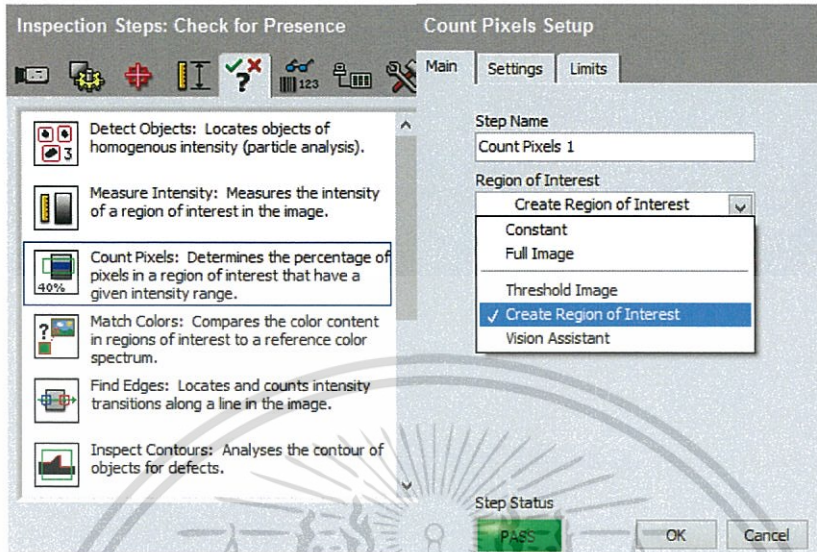 Inspection Steps: Check for Presence
123
3
Detect Objects: Locates objects of
homogenous intensity (particle analysis).
Measure Intensity: Measures the intensity
of a region of interest in the image.
40%
Count Pixels: Determines the percentage of
pixels in a region of interest that have a
given intensity range.
Match Colors: Compares the color content
in regions of interest to a reference color
spectrum.
Find Edges: Locates and counts intensity
transitions along a line in the image.
Inspect Contours: Analyses the contour of
objects for defects.
Count Pixels Setup
Main Settings Limits
Step Name
Count Pixels 1
Region of Interest
Create Region of Interest
Constant
Full Image
Threshold Image
✓ Create Region of Interest
Vision Assistant
Step Status
PASS OK Cancel